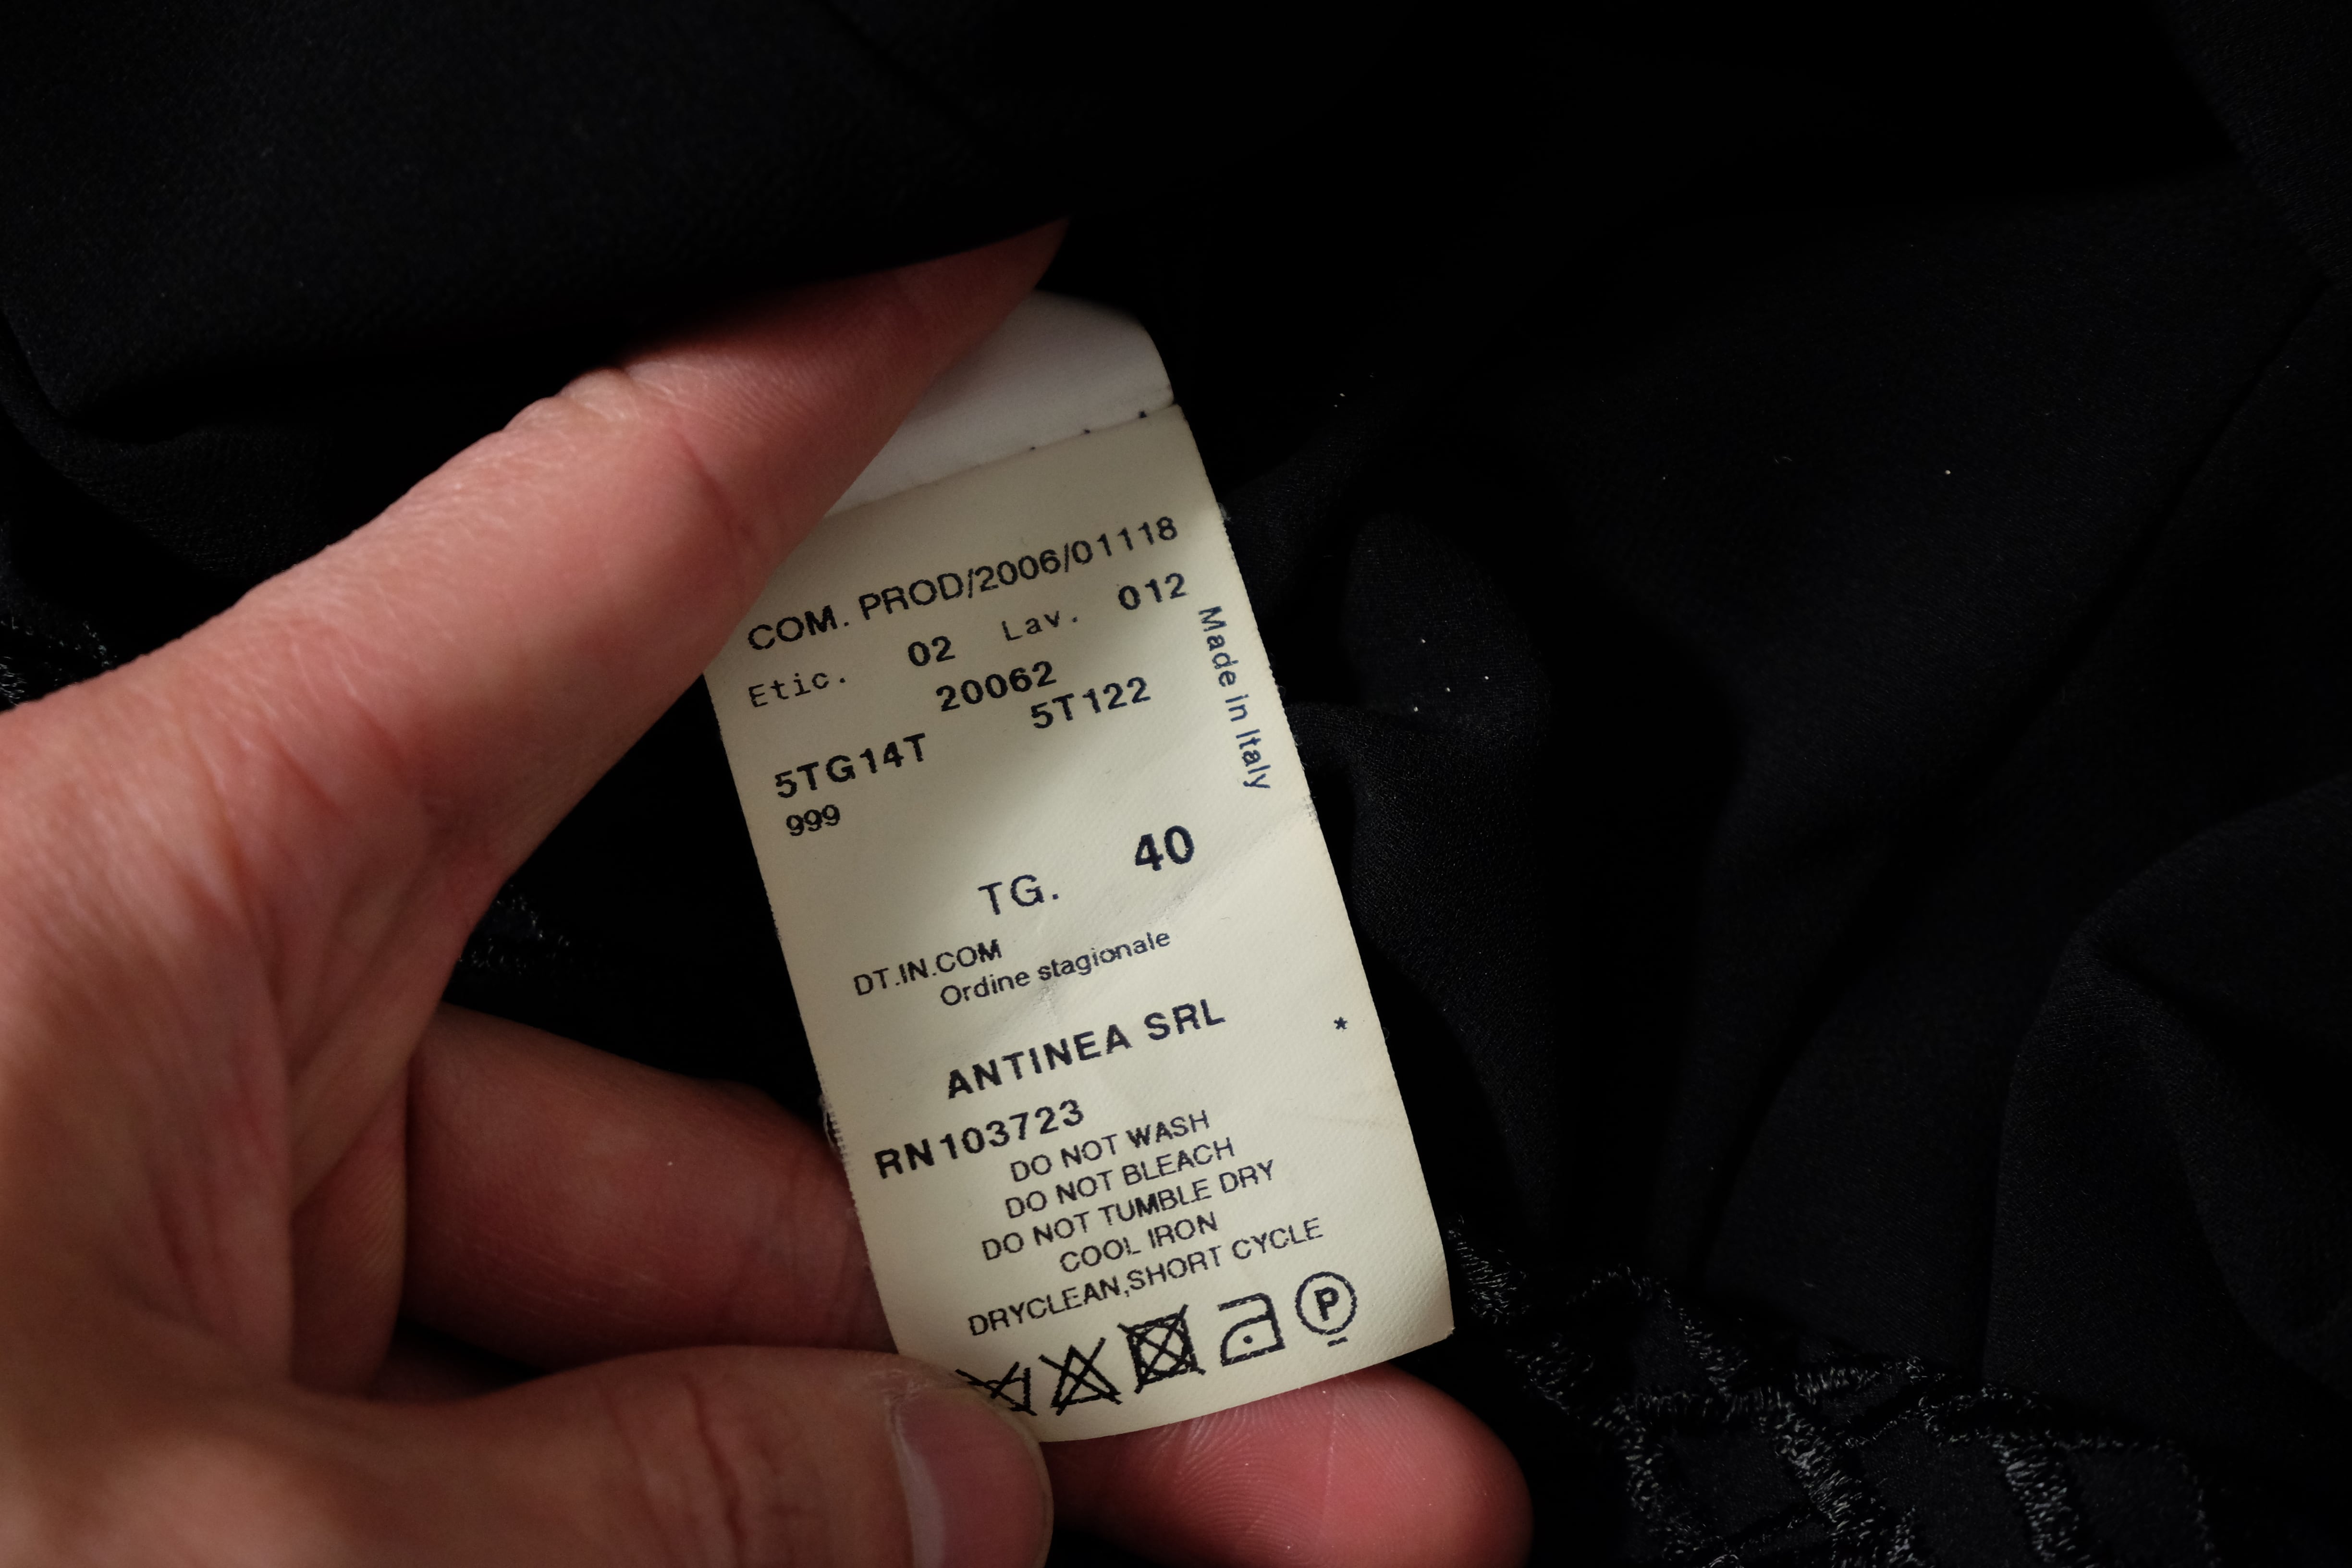 COM. PROD/2006/01118
Etic. 02 Lav. 012
20062
5TG14T 5T122
999
Made in Italy
TG. 40
DT.IN.COM
Ordine stagionale
ANTINEA SRL *
RN103723
DO NOT WASH
DO NOT BLEACH
DO NOT TUMBLE DRY
COOL IRON
DRYCLEAN,SHORT CYCLE
P